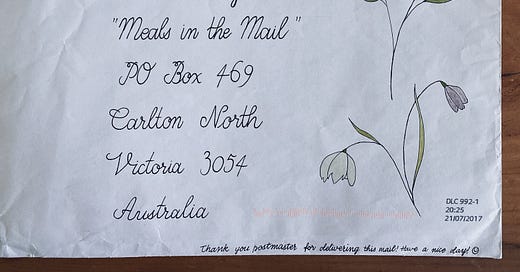 "Meals in the Mail"
PO Box 469
Carlton North
Victoria 3054
Australia
DLC 992-1
20:25
21/07/2017
Thank you postmaster for delivering this mail! Have a nice day! ☺